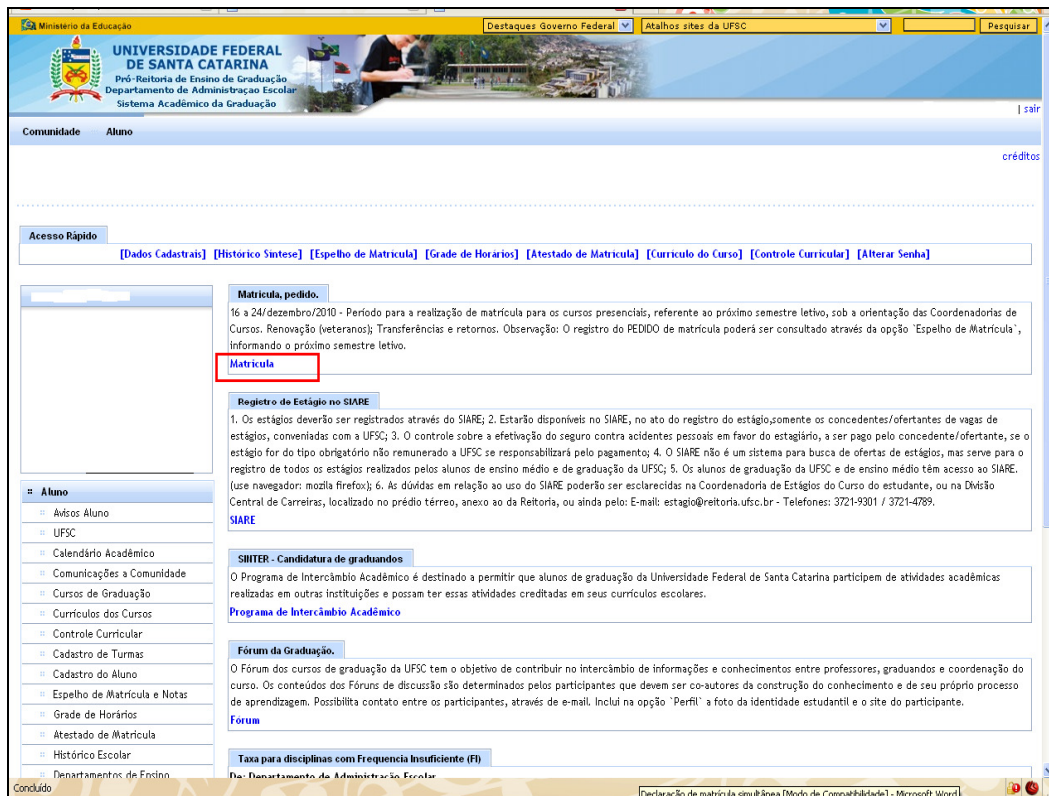 Ministério da Educação
Destaques Governo Federal
Atalhos sites da UFSC
Pesquisar
UNIVERSIDADE FEDERAL
DE SANTA CATARINA
Pró-Reitoria de Ensino de Graduação
Departamento de Administraçao Escolar
Sistema Acadêmico da Graduação
| sair
Comunidade Aluno
créditos
Acesso Rápido
[Dados Cadastrais] [Histórico Síntese] [Espelho de Matrícula] [Grade de Horários] [Atestado de Matrícula] [Currículo do Curso] [Controle Curricular] [Alterar Senha]
Matrícula, pedido.
16 a 24/dezembro/2010 - Período para a realização de matrícula para os cursos presenciais, referente ao próximo semestre letivo, sob a orientação das Coordenadorias de
Cursos. Renovação (veteranos); Transferências e retornos. Observação: O registro do PEDIDO de matrícula poderá ser consultado através da opção `Espelho de Matrícula`,
informando o próximo semestre letivo.
Matrícula
Registro de Estágio no SIARE
1. Os estágios deverão ser registrados através do SIARE; 2. Estarão disponíveis no SIARE, no ato do registro do estágio,somente os concedentes/ofertantes de vagas de
estágios, conveniadas com a UFSC; 3. O controle sobre a efetivação do seguro contra acidentes pessoais em favor do estagiário, a ser pago pelo concedente/ofertante, se o
estágio for do tipo obrigatório não remunerado a UFSC se responsabilizará pelo pagamento; 4. O SIARE não é um sistema para busca de ofertas de estágios, mas serve para o
registro de todos os estágios realizados pelos alunos de ensino médio e de graduação da UFSC; 5. Os alunos de graduação da UFSC e de ensino médio têm acesso ao SIARE.
(use navegador: mozila firefox); 6. As dúvidas em relação ao uso do SIARE poderão ser esclarecidas na Coordenadoria de Estágios do Curso do estudante, ou na Divisão
Central de Carreiras, localizado no prédio térreo, anexo ao da Reitoria, ou ainda pelo: E-mail: estagio@reitoria.ufsc.br - Telefones: 3721-9301 / 3721-4789.
SIARE
SINTER - Candidatura de graduandos
O Programa de Intercâmbio Acadêmico é destinado a permitir que alunos de graduação da Universidade Federal de Santa Catarina participem de atividades acadêmicas
realizadas em outras instituições e possam ter essas atividades creditadas em seus currículos escolares.
Programa de Intercâmbio Acadêmico
Fórum da Graduação.
O Fórum dos cursos de graduação da UFSC tem o objetivo de contribuir no intercâmbio de informações e conhecimentos entre professores, graduandos e coordenação do
curso. Os conteúdos dos Fóruns de discussão são determinados pelos participantes que devem ser co-autores da construção do conhecimento e de seu próprio processo
de aprendizagem. Possibilita contato entre os participantes, através de e-mail. Inclui na opção `Perfil` a foto da identidade estudantil e o site do participante.
Fórum
Taxa para disciplinas com Frequencia Insuficiente (FI)
De: Departamento de Administração Escolar
Aluno
Avisos Aluno
UFSC
Calendário Acadêmico
Comunicações a Comunidade
Cursos de Graduação
Currículos dos Cursos
Controle Curricular
Cadastro de Turmas
Cadastro do Aluno
Espelho de Matrícula e Notas
Grade de Horários
Atestado de Matricula
Histórico Escolar
Departamentos de Ensino
Concluído
Declaração de matrícula simultânea [Modo de Compatibilidade] - Microsoft Word